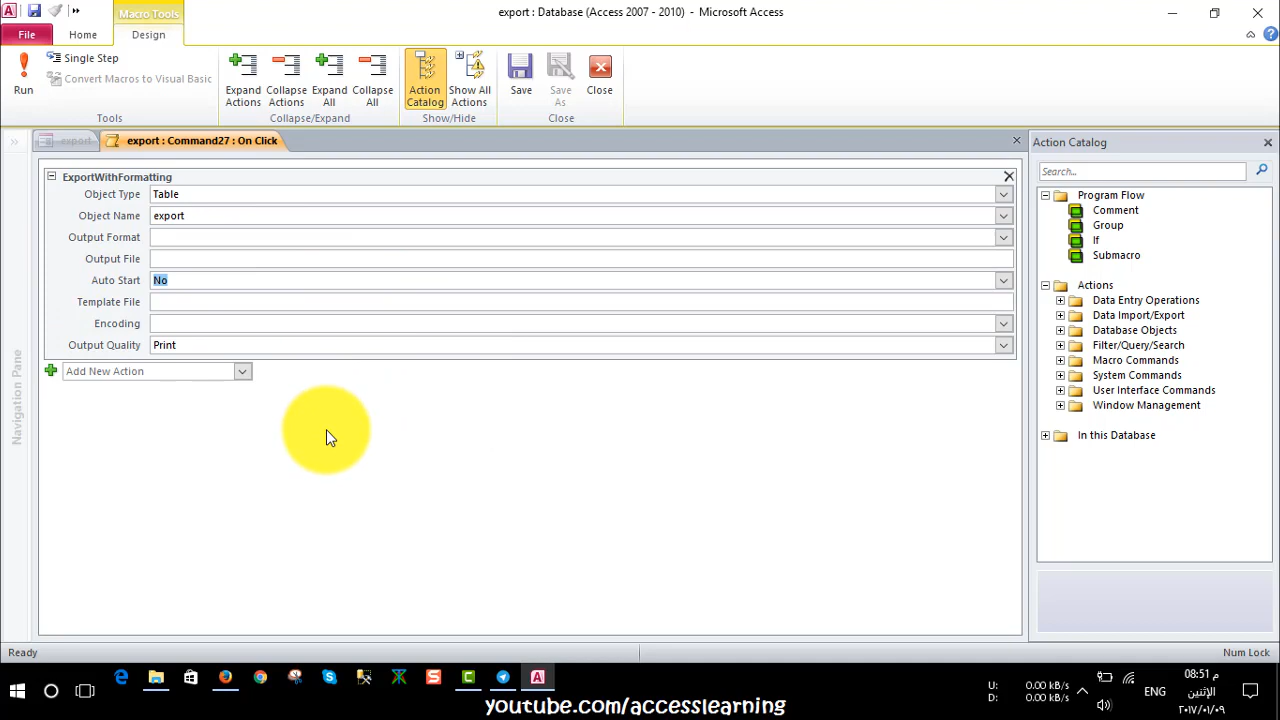 Macro Tools
export : Database (Access 2007 - 2010) - Microsoft Access
File
Home
Design
Run
Single Step
Convert Macros to Visual Basic
Expand Actions
Collapse Actions
Expand All
Collapse All
Action Catalog
Show All Actions
Save
Save As
Close
Tools
Collapse/Expand
Show/Hide
Close
export
export : Command27 : On Click
Action Catalog
Search...
ExportWithFormatting
Object Type Table
Object Name export
Output Format
Output File
Auto Start No
Template File
Encoding
Output Quality Print
Add New Action
Navigation Pane
Program Flow
Comment
Group
If
Submacro
Actions
Data Entry Operations
Data Import/Export
Database Objects
Filter/Query/Search
Macro Commands
System Commands
User Interface Commands
Window Management
In this Database
Ready
Num Lock
U: 0.00 kB/s
D: 0.00 kB/s
ENG
08:51 م
الإثنين
٢٠١٧/٠١/٠٩
youtube.com/accesslearning